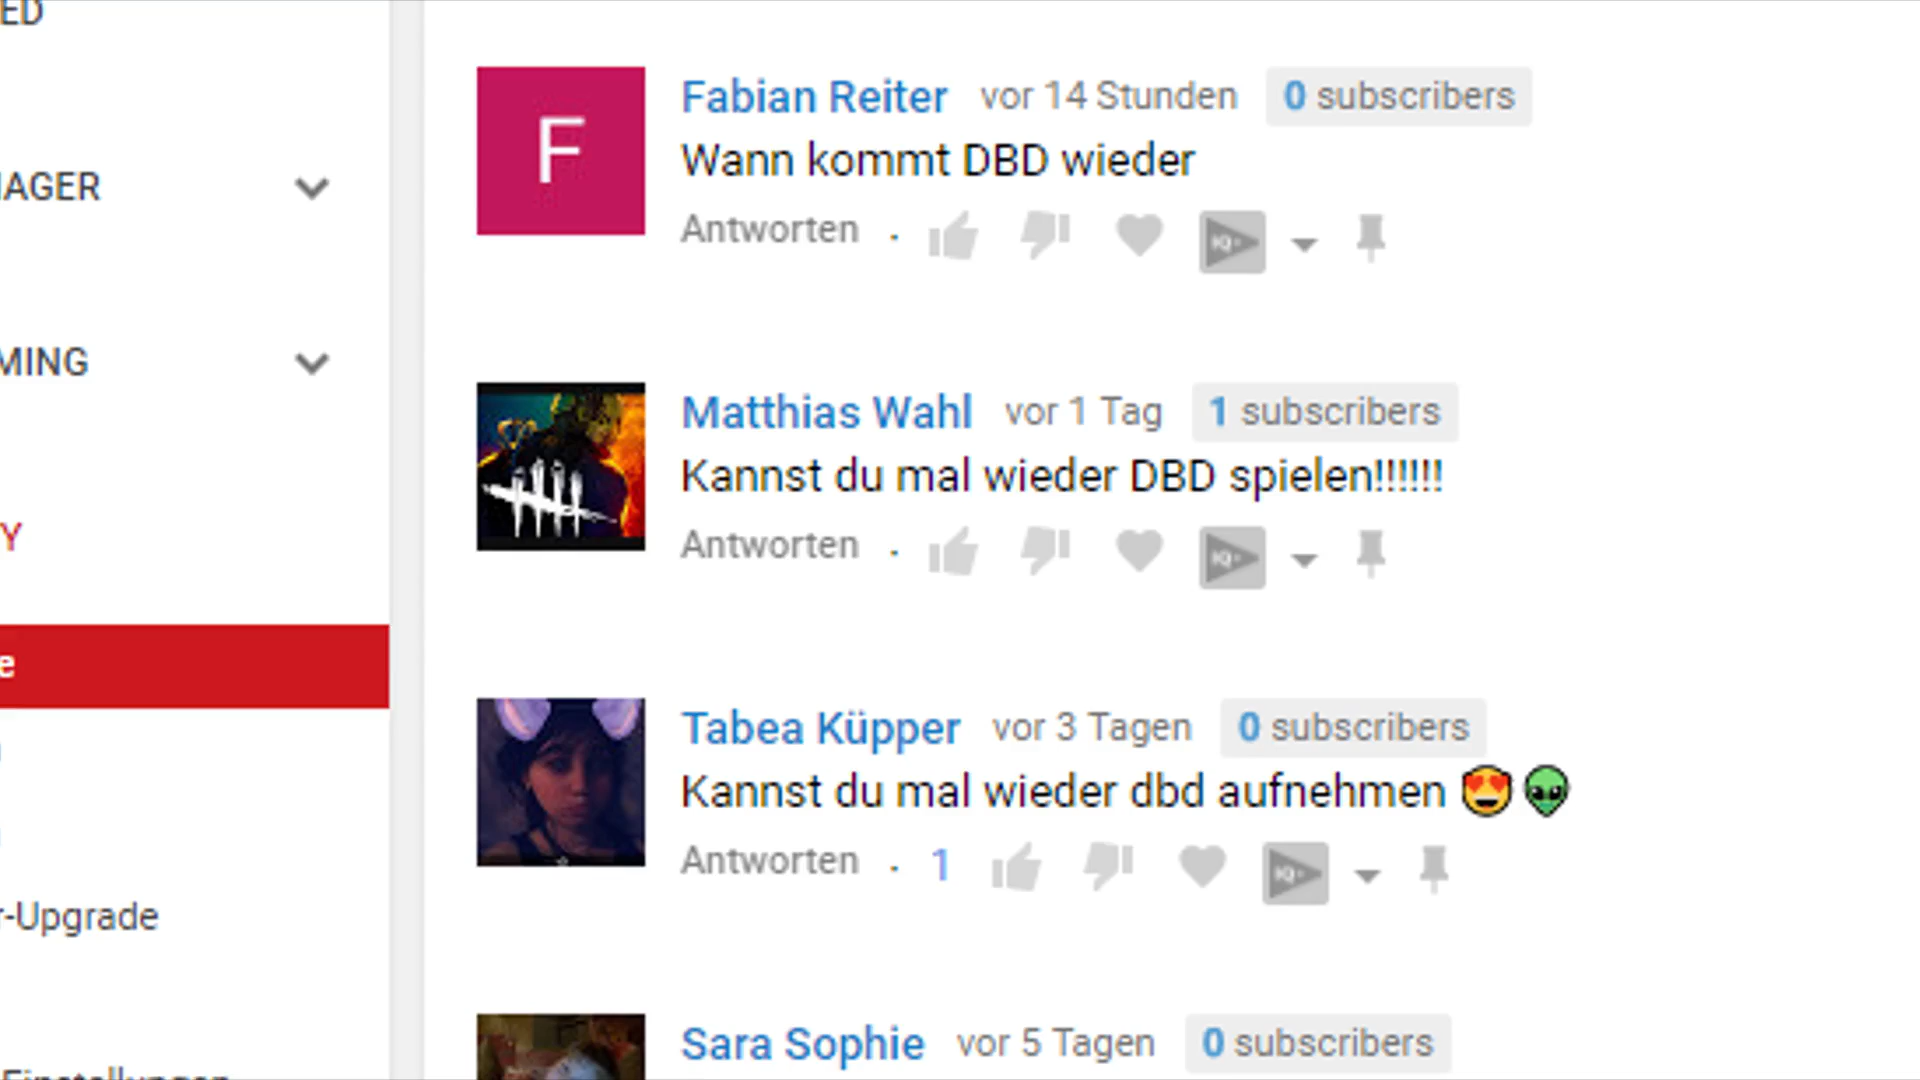 ED
Fabian Reiter vor 14 Stunden 0 subscribers
F
Wann kommt DBD wieder
AGER
Antworten ·
MING
Matthias Wahl vor 1 Tag 1 subscribers
Kannst du mal wieder DBD spielen!!!!!!
Antworten ·
Y
e
Tabea Küpper vor 3 Tagen 0 subscribers
Kannst du mal wieder dbd aufnehmen 😍👽
Antworten · 1
r-Upgrade
Sara Sophie vor 5 Tagen 0 subscribers
Einstellungen